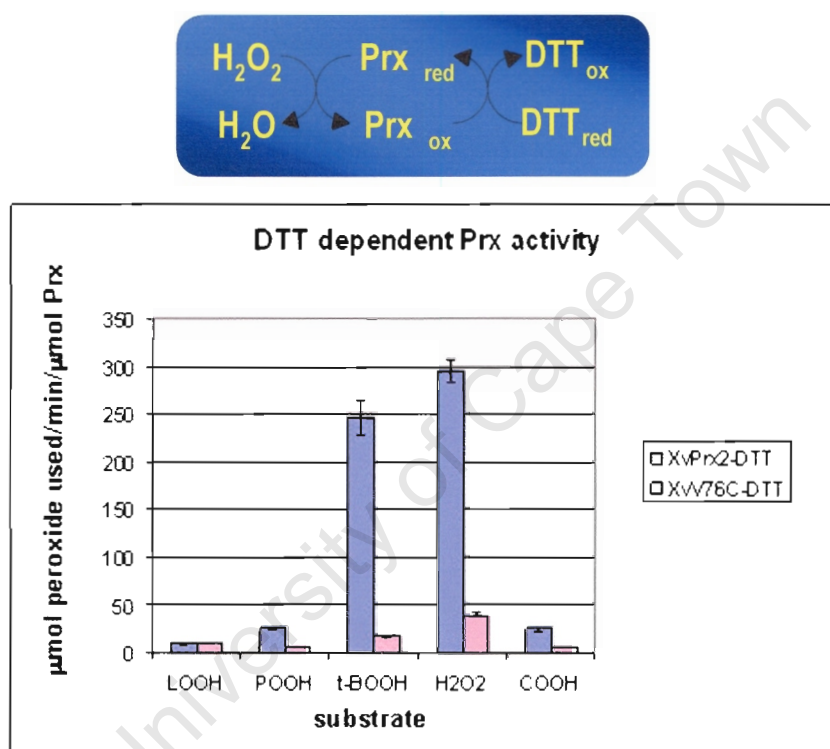 H2O2 Prx red DTTox
H2O Prx ox DTTred
DTT dependent Prx activity
µmol peroxide used/min/µmol Prx
350
300
250
200
150
100
50
0
LOOH POOH t-BOOH H2O2 COOH
substrate
XvPrx2-DTT
XvV76C-DTT
University of Cape Town